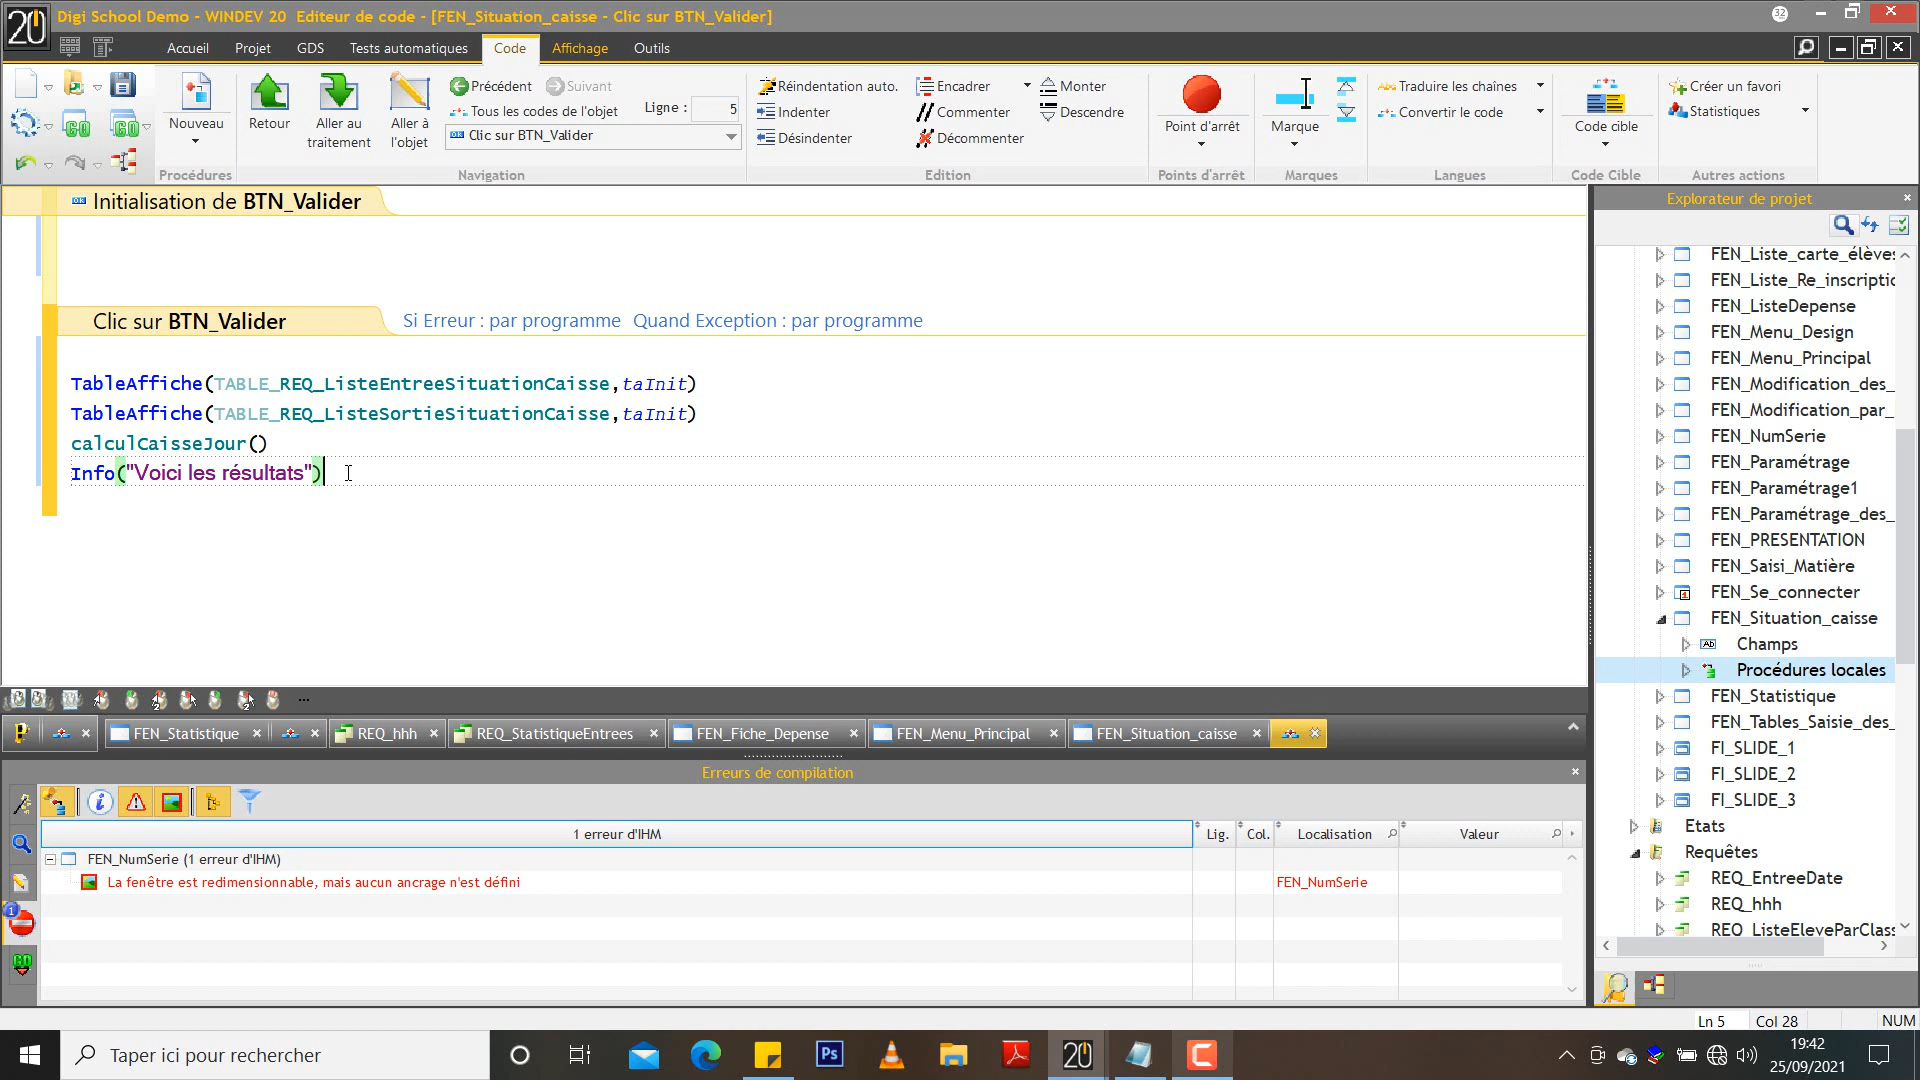 Digi School Demo - WINDEV 20 Editeur de code - [FEN_Situation_caisse - Clic sur BTN_Valider]
32
20
Accueil Projet GDS Tests automatiques Code Affichage Outils
Nouveau
Procédures
Retour
Aller au traitement
Aller à l'objet
Précédent Suivant
Tous les codes de l'objet
Ligne : 5
Clic sur BTN_Valider
Navigation
Réindentation auto.
Indenter
Désindenter
Encadrer
Commenter
Décommenter
Monter
Descendre
Edition
Point d'arrêt
Points d'arrêt
Marque
Marques
Traduire les chaînes
Convertir le code
Langues
Code cible
Code Cible
Créer un favori
Statistiques
Autres actions
Initialisation de BTN_Valider
Clic sur BTN_Valider Si Erreur : par programme Quand Exception : par programme
TableAffiche(TABLE_REQ_ListeEntreeSituationCaisse,taInit)
TableAffiche(TABLE_REQ_ListeSortieSituationCaisse,taInit)
calculCaisseJour()
Info("Voici les résultats")
Explorateur de projet
FEN_Liste_carte_élèves
FEN_Liste_Re_inscriptio
FEN_ListeDepense
FEN_Menu_Design
FEN_Menu_Principal
FEN_Modification_des_
FEN_Modification_par_
FEN_NumSerie
FEN_Paramétrage
FEN_Paramétrage1
FEN_Paramétrage_des_
FEN_PRESENTATION
FEN_Saisi_Matière
FEN_Se_connecter
FEN_Situation_caisse
Champs
Procédures locales
FEN_Statistique
FEN_Tables_Saisie_des_
FI_SLIDE_1
FI_SLIDE_2
FI_SLIDE_3
Etats
Requêtes
REQ_EntreeDate
REQ_hhh
REQ_ListeEleveParClass
FEN_Statistique REQ_hhh REQ_StatistiqueEntrees FEN_Fiche_Depense FEN_Menu_Principal FEN_Situation_caisse
Erreurs de compilation
1 erreur d'IHM Lig. Col. Localisation Valeur
FEN_NumSerie (1 erreur d'IHM)
La fenêtre est redimensionnable, mais aucun ancrage n'est défini FEN_NumSerie
1
Ln 5 Col 28 NUM
Taper ici pour rechercher
Ps
20
19:42
25/09/2021